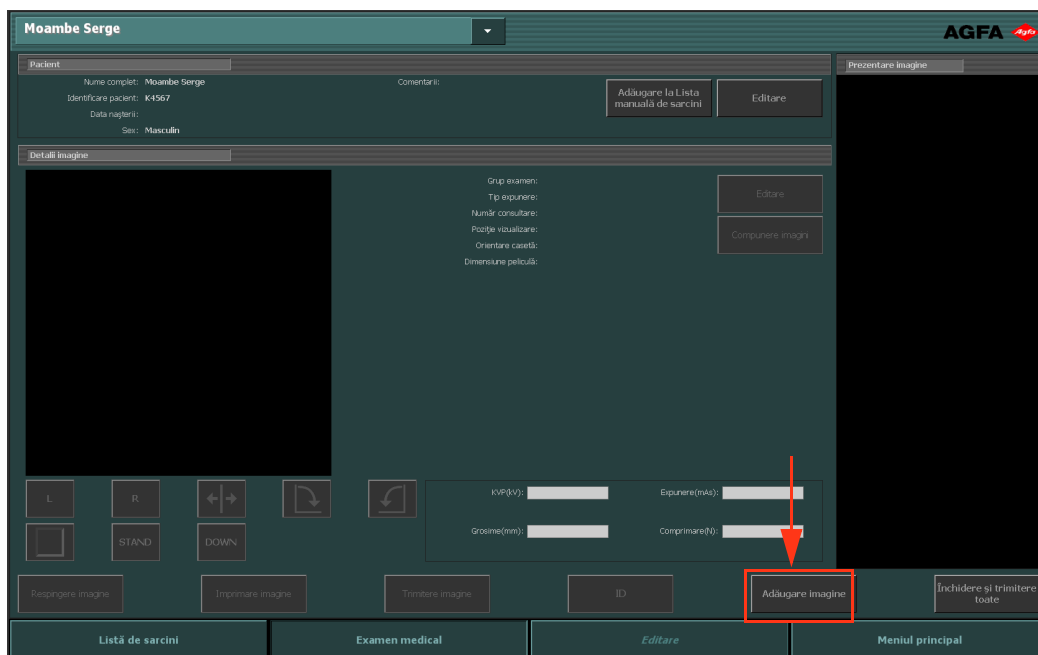 Moambe Serge
AGFA
Agfa
Pacient
Prezentare imagine
Nume complet: Moambe Serge
Comentarii:
Identificare pacient: K4567
Data nașterii:
Sex: Masculin
Adăugare la Lista
manuală de sarcini
Editare
Detalii imagine
Grup examen:
Tip expunere:
Număr consultare:
Poziție vizualizare:
Orientare casetă:
Dimensiune peliculă:
Editare
Compunere imagni
L
R
STAND
DOWN
KVP(kV):
Expunere(mAs):
Grosime(mm):
Comprimare(N):
Respingere imagine
Imprimare imagine
Trimitere imagine
ID
Adăugare imagine
Închidere și trimitere
toate
Listă de sarcini
Examen medical
Editare
Meniul principal